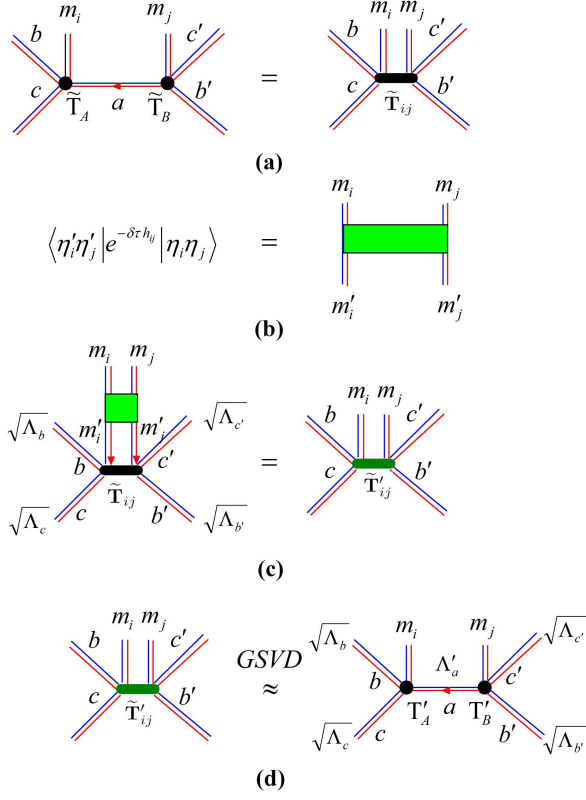 m_i m_j m_i m_j
b c′ b c′
c T̃_A a T̃_B b′ = c T̃_ij b′
(a)
m_i m_j
⟨η′_i η′_j | e^{−δτ h_ij} | η_i η_j⟩ =
m′_i m′_j
(b)
m_i m_j
√Λ_b m′_i m′_j √Λ_c′ m_i m_j
b c′ = b c′
T̃_ij c T̃′_ij b′
√Λ_c c b′ √Λ_b′
(c)
m_i m_j m_i m_j √Λ_c′
b c′ GSVD √Λ_b Λ′_a
c T̃′_ij b′ ≈ b T′_A a T′_B c′
√Λ_c c b′ √Λ_b′
(d)